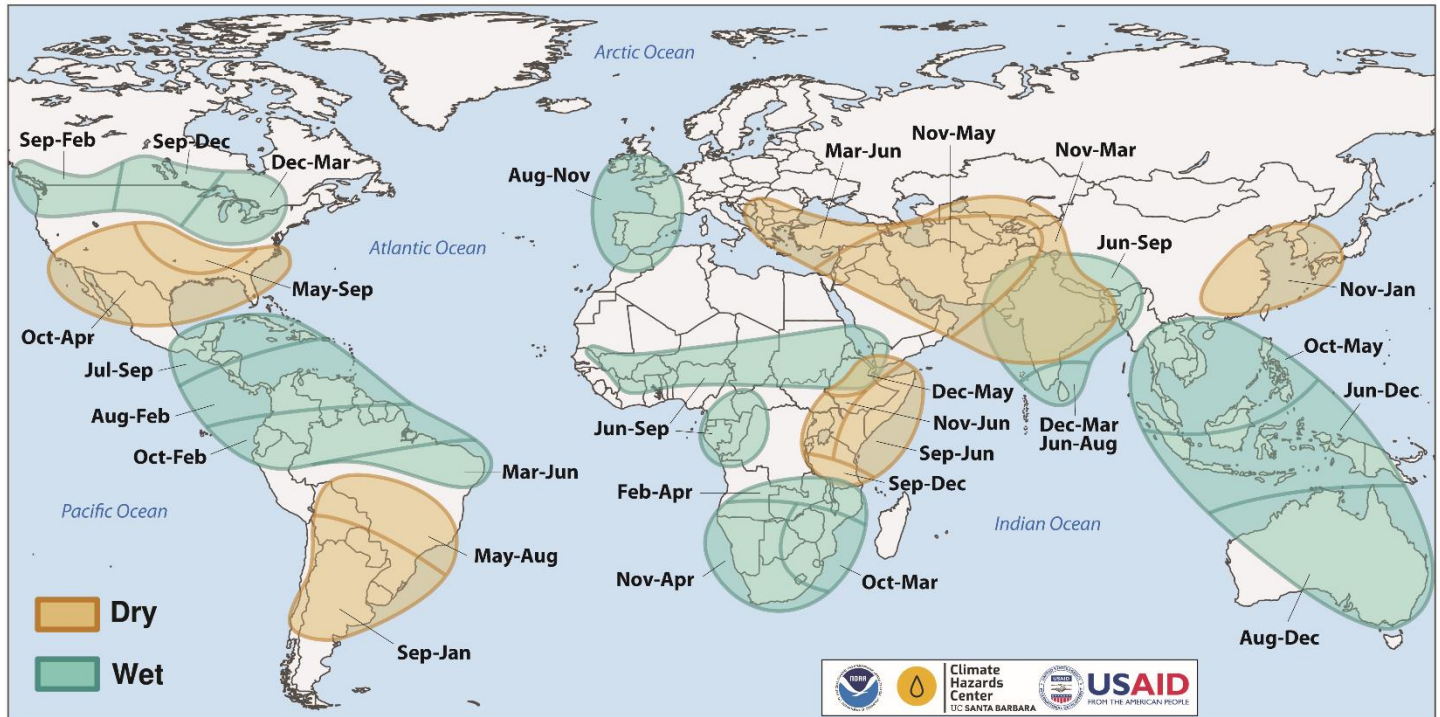 Arctic Ocean
Sep-Feb
Sep-Dec
Dec-Mar
Aug-Nov
Mar-Jun
Nov-May
Nov-Mar
Jun-Sep
Nov-Jan
Atlantic Ocean
May-Sep
Oct-Apr
Jul-Sep
Aug-Feb
Oct-Feb
Mar-Jun
Jun-Sep
Dec-May
Nov-Jun
Sep-Jun
Sep-Dec
Dec-Mar
Jun-Aug
Oct-May
Jun-Dec
Pacific Ocean
Indian Ocean
May-Aug
Sep-Jan
Feb-Apr
Nov-Apr
Oct-Mar
Aug-Dec
Dry
Wet
NOAA
Climate
Hazards
Center
UC SANTA BARBARA
USAID
FROM THE AMERICAN PEOPLE